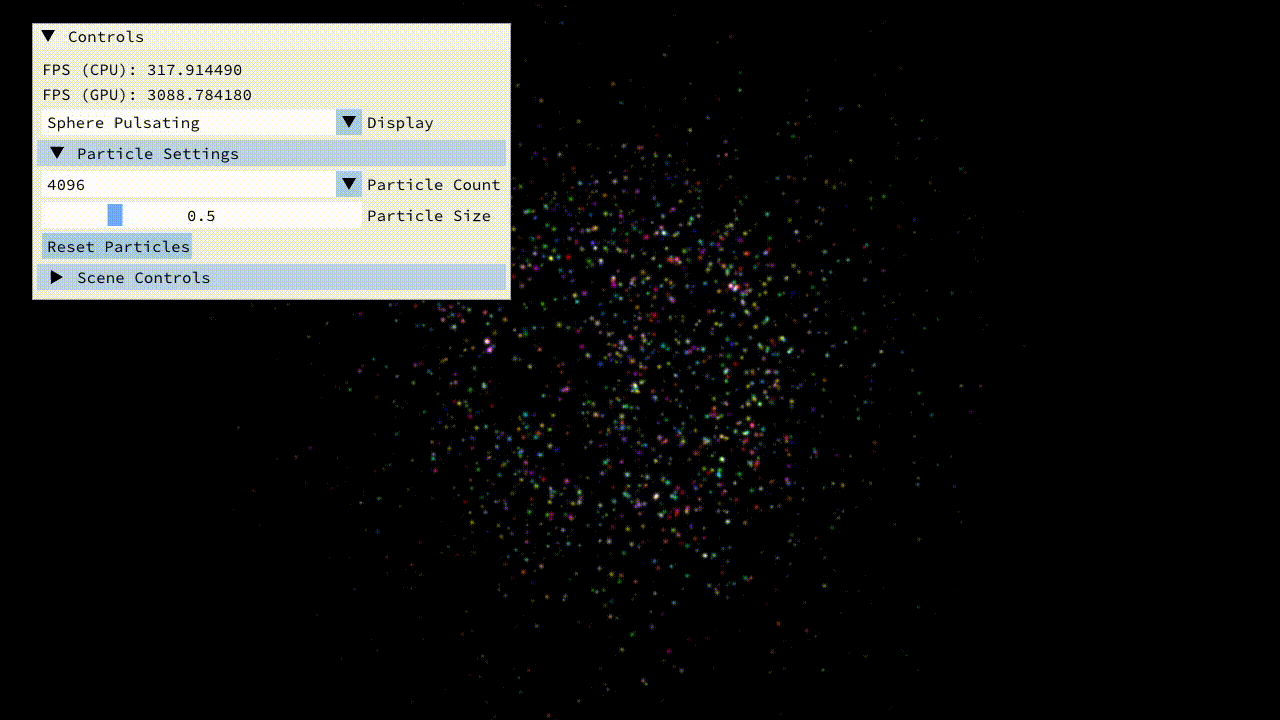 Controls
FPS (CPU): 317.914490
FPS (GPU): 3088.784180
Sphere Pulsating Display
Particle Settings
4096 Particle Count
0.5 Particle Size
Reset Particles
Scene Controls